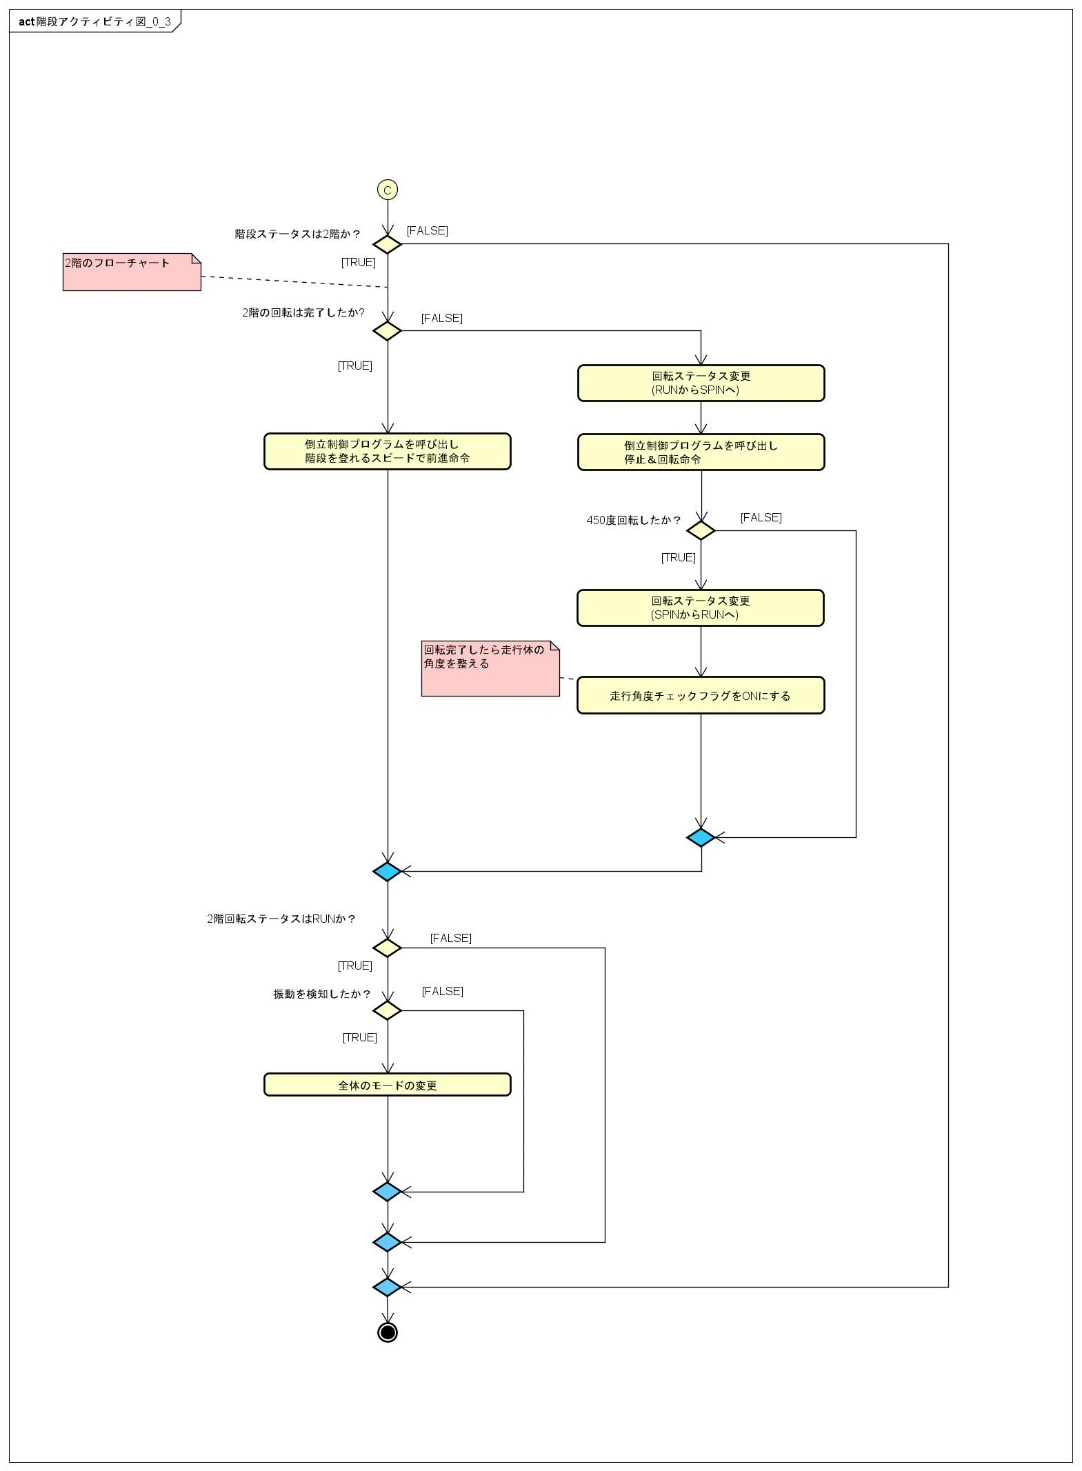 act 階段アクティビティ図_0_3
C
階段ステータスは2階か？
[FALSE]
[TRUE]
2階のフローチャート
2階の回転は完了したか?
[FALSE]
[TRUE]
回転ステータス変更
(RUNからSPINへ)
倒立制御プログラムを呼び出し
階段を登れるスピードで前進命令
倒立制御プログラムを呼び出し
停止＆回転命令
450度回転したか？
[FALSE]
[TRUE]
回転ステータス変更
(SPINからRUNへ)
回転完了したら走行体の
角度を整える
走行角度チェックフラグをONにする
2階回転ステータスはRUNか？
[FALSE]
[TRUE]
振動を検知したか？
[FALSE]
[TRUE]
全体のモードの変更